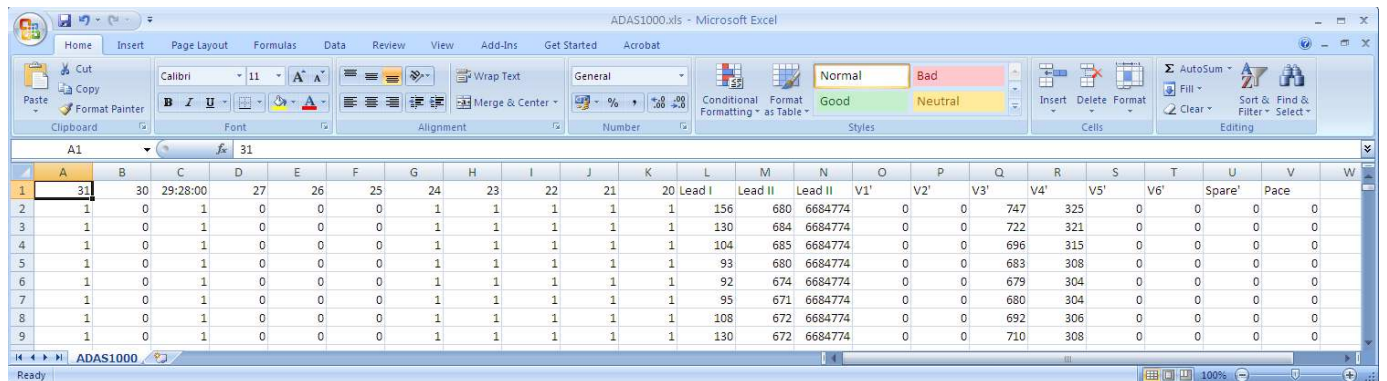 ADAS1000.xls - Microsoft Excel
Home Insert Page Layout Formulas Data Review View Add-Ins Get Started Acrobat
Paste
Cut
Copy
Format Painter
Clipboard
Calibri 11 A A
B I U A
Font
Wrap Text
Merge & Center
Alignment
General
% , .00 .0
Number
Conditional Formatting
Format as Table
Normal Bad
Good Neutral
Styles
Insert Delete Format
Cells
Σ AutoSum
Fill
Clear
Sort & Filter
Find & Select
Editing
A1 fx 31
A B C D E F G H I J K L M N O P Q R S T U V W
1 31 30 29:28:00 27 26 25 24 23 22 21 20 Lead I Lead II Lead II V1' V2' V3' V4' V5' V6' Spare' Pace
2 1 0 1 0 0 0 1 1 1 1 1 156 680 6684774 0 0 747 325 0 0 0 0
3 1 0 1 0 0 0 1 1 1 1 1 130 684 6684774 0 0 722 321 0 0 0 0
4 1 0 1 0 0 0 1 1 1 1 1 104 685 6684774 0 0 696 315 0 0 0 0
5 1 0 1 0 0 0 1 1 1 1 1 93 680 6684774 0 0 683 308 0 0 0 0
6 1 0 1 0 0 0 1 1 1 1 1 92 674 6684774 0 0 679 304 0 0 0 0
7 1 0 1 0 0 0 1 1 1 1 1 95 671 6684774 0 0 680 304 0 0 0 0
8 1 0 1 0 0 0 1 1 1 1 1 108 672 6684774 0 0 692 306 0 0 0 0
9 1 0 1 0 0 0 1 1 1 1 1 130 672 6684774 0 0 710 308 0 0 0 0
ADAS1000
Ready 100%